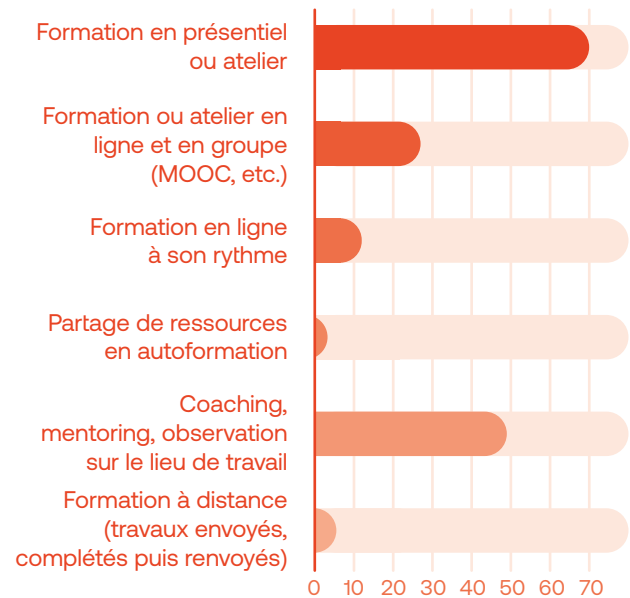 Formation en présentiel
ou atelier
Formation ou atelier en
ligne et en groupe
(MOOC, etc.)
Formation en ligne
à son rythme
Partage de ressources
en autoformation
Coaching,
mentoring, observation
sur le lieu de travail
Formation à distance
(travaux envoyés,
complétés puis renvoyés)
0 10 20 30 40 50 60 70